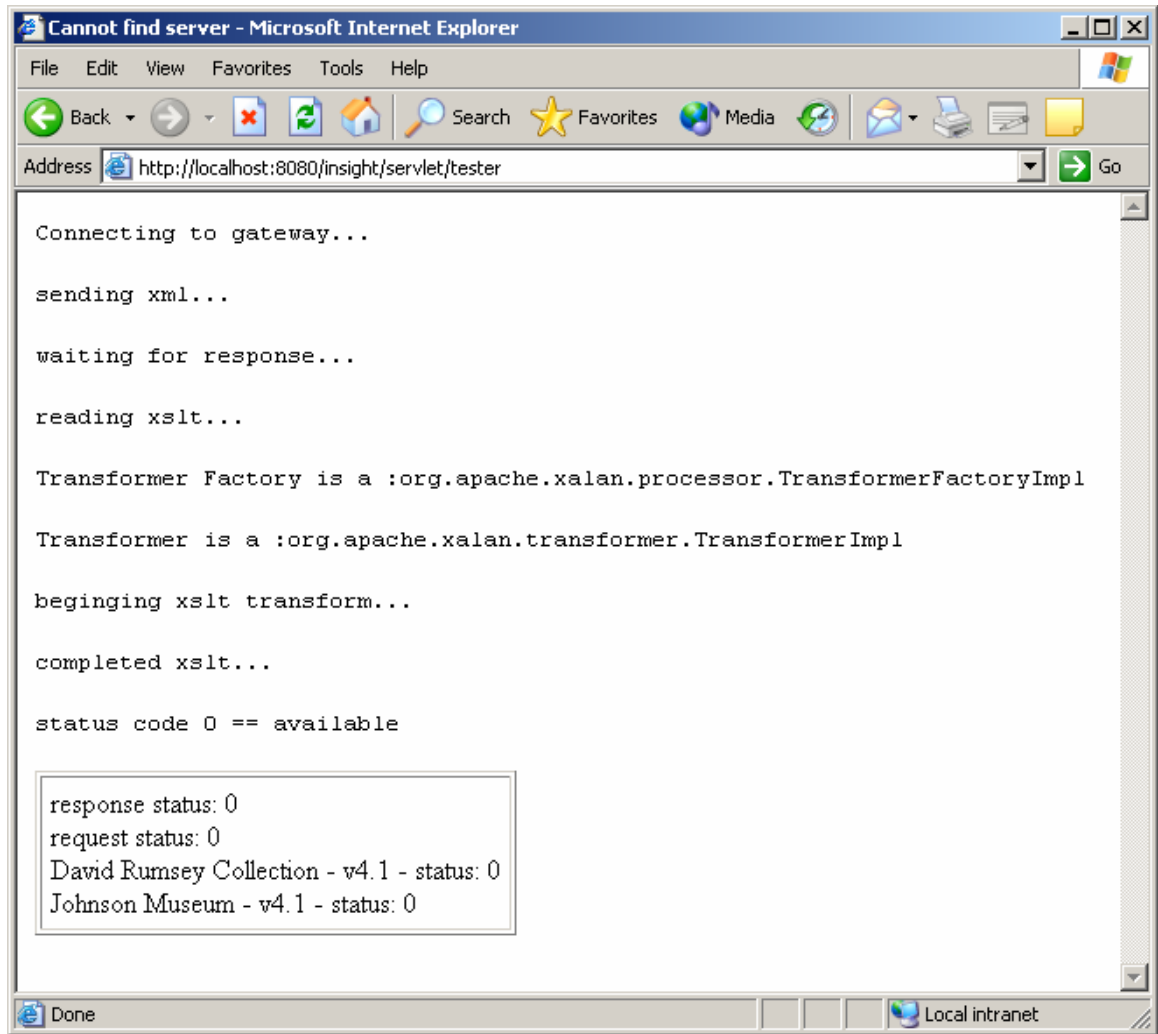 Cannot find server - Microsoft Internet Explorer
File Edit View Favorites Tools Help
Back Search Favorites Media
Address http://localhost:8080/insight/servlet/tester Go
Connecting to gateway...
sending xml...
waiting for response...
reading xslt...
Transformer Factory is a :org.apache.xalan.processor.TransformerFactoryImpl
Transformer is a :org.apache.xalan.transformer.TransformerImpl
beginging xslt transform...
completed xslt...
status code 0 == available
response status: 0
request status: 0
David Rumsey Collection - v4.1 - status: 0
Johnson Museum - v4.1 - status: 0
Done Local intranet